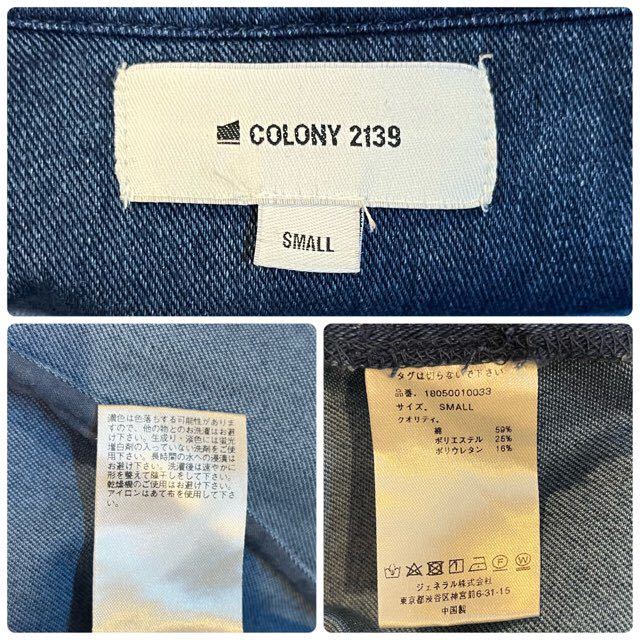 COLONY 2139
SMALL
濃色は色落ちする可能性がありま
すので、他の物とのお洗濯はお避
け下さい。生成り・淡色には蛍光
増白剤の入っていない洗剤をご使
用下さい。長時間の水への浸漬は
お避け下さい。洗濯後は速やかに
形を整えて陰干しをして下さい。
乾燥機のご使用はお避け下さい。
アイロンはあて布を使用して下さ
い。
タグは切らないで下さい
品番: 18050010033
サイズ. SMALL
クオリティ.
綿 59%
ポリエステル 25%
ポリウレタン 16%
ジェネラル株式会社
東京都渋谷区神宮前6-31-15
中国製